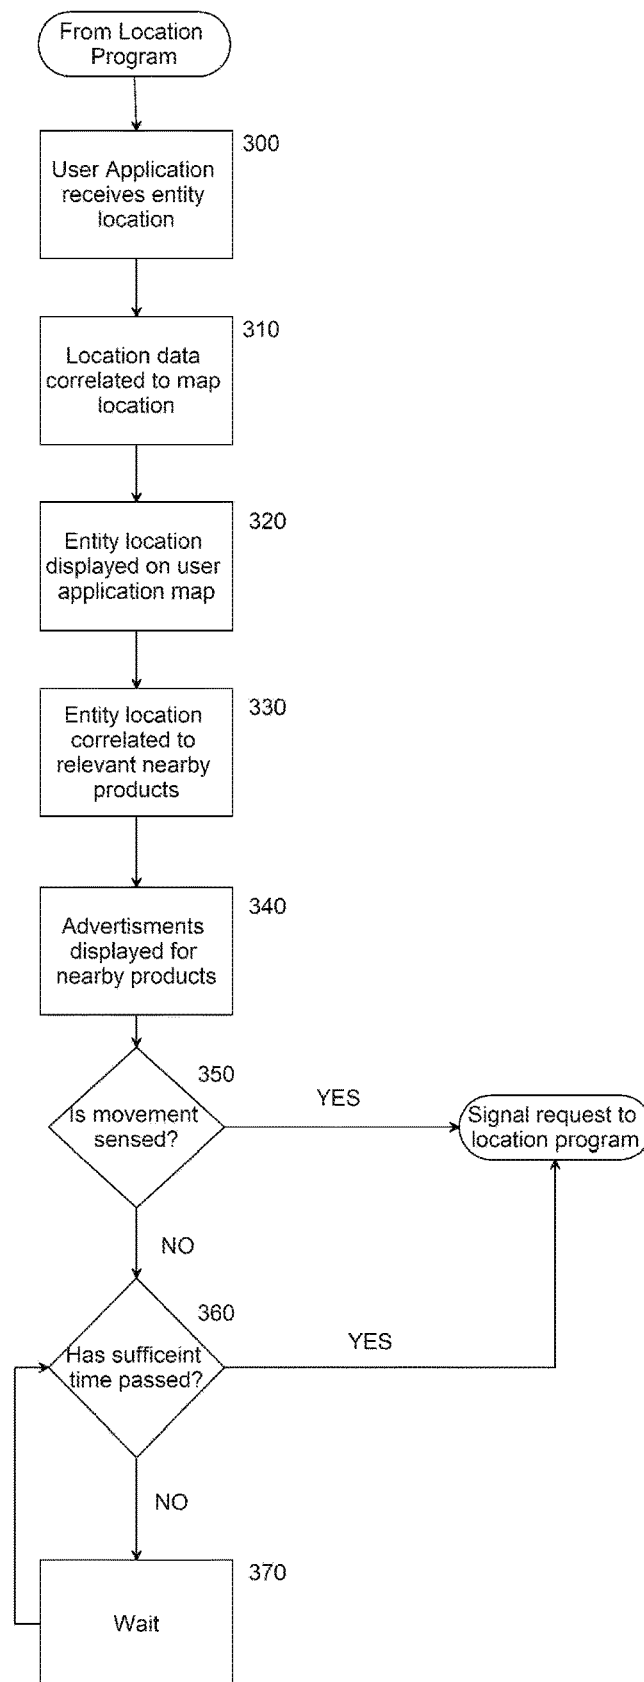 From Location
Program
300
User Application
receives entity
location
310
Location data
correlated to map
location
320
Entity location
displayed on user
application map
330
Entity location
correlated to
relevant nearby
products
340
Advertisments
displayed for
nearby products
350
Is movement
sensed?
YES
Signal request to
location program
NO
360
Has sufficeint
time passed?
YES
NO
370
Wait